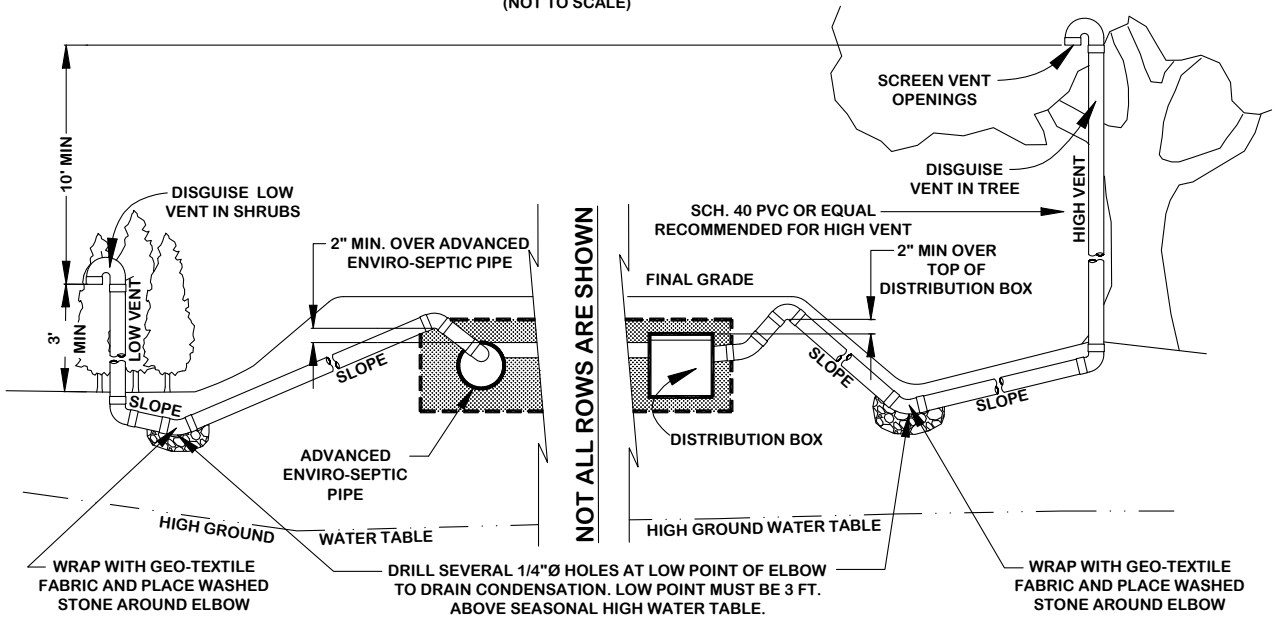 (NOT TO SCALE)
SCREEN VENT
OPENINGS
10' MIN
DISGUISE
VENT IN TREE
DISGUISE LOW
VENT IN SHRUBS
HIGH VENT
SCH. 40 PVC OR EQUAL
RECOMMENDED FOR HIGH VENT
2" MIN. OVER ADVANCED
ENVIRO-SEPTIC PIPE
2" MIN OVER
TOP OF
DISTRIBUTION BOX
NOT ALL ROWS ARE SHOWN
FINAL GRADE
3'
MIN
LOW VENT
SLOPE
SLOPE
SLOPE
SLOPE
DISTRIBUTION BOX
ADVANCED
ENVIRO-SEPTIC
PIPE
HIGH GROUND
WATER TABLE
HIGH GROUND WATER TABLE
WRAP WITH GEO-TEXTILE
FABRIC AND PLACE WASHED
STONE AROUND ELBOW
DRILL SEVERAL 1/4"Ø HOLES AT LOW POINT OF ELBOW
TO DRAIN CONDENSATION. LOW POINT MUST BE 3 FT.
ABOVE SEASONAL HIGH WATER TABLE.
WRAP WITH GEO-TEXTILE
FABRIC AND PLACE WASHED
STONE AROUND ELBOW